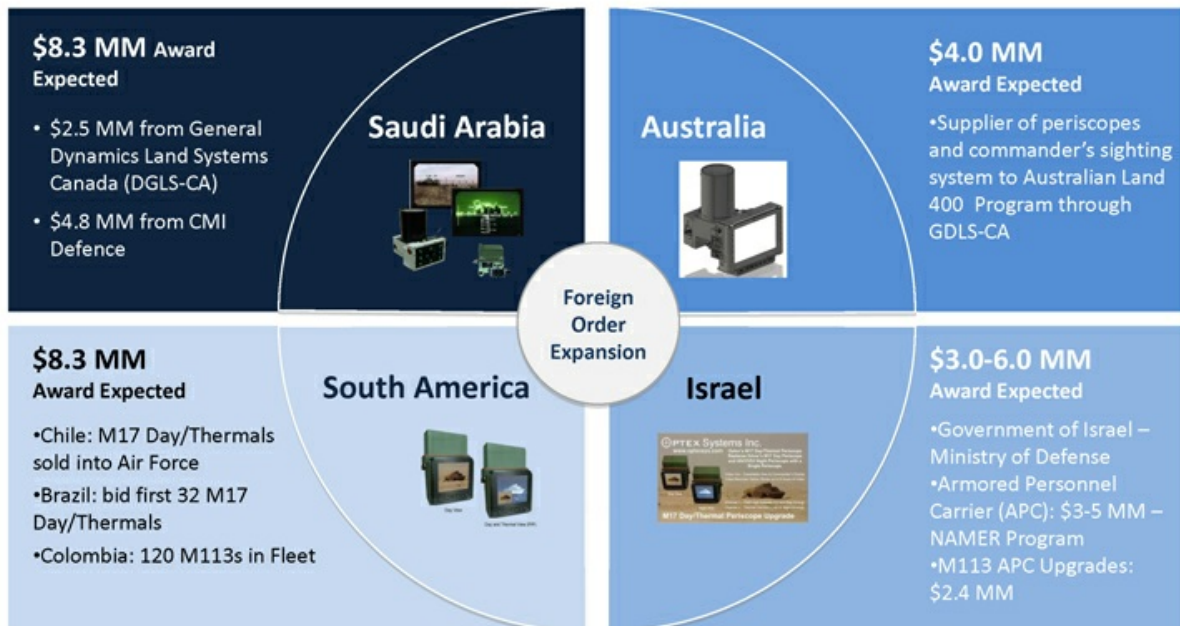 $8.3 MM Award
Expected
• $2.5 MM from General
Dynamics Land Systems
Canada (DGLS-CA)
• $4.8 MM from CMI
Defence
Saudi Arabia
Australia
$4.0 MM
Award Expected
•Supplier of periscopes
and commander's sighting
system to Australian Land
400 Program through
GDLS-CA
Foreign
Order
Expansion
$8.3 MM
Award Expected
•Chile: M17 Day/Thermals
sold into Air Force
•Brazil: bid first 32 M17
Day/Thermals
•Colombia: 120 M113s in Fleet
South America
Israel
OPTEX Systems Inc.
M17 Day/Thermal Periscope Upgrade
$3.0-6.0 MM
Award Expected
•Government of Israel –
Ministry of Defense
•Armored Personnel
Carrier (APC): $3-5 MM –
NAMER Program
•M113 APC Upgrades:
$2.4 MM